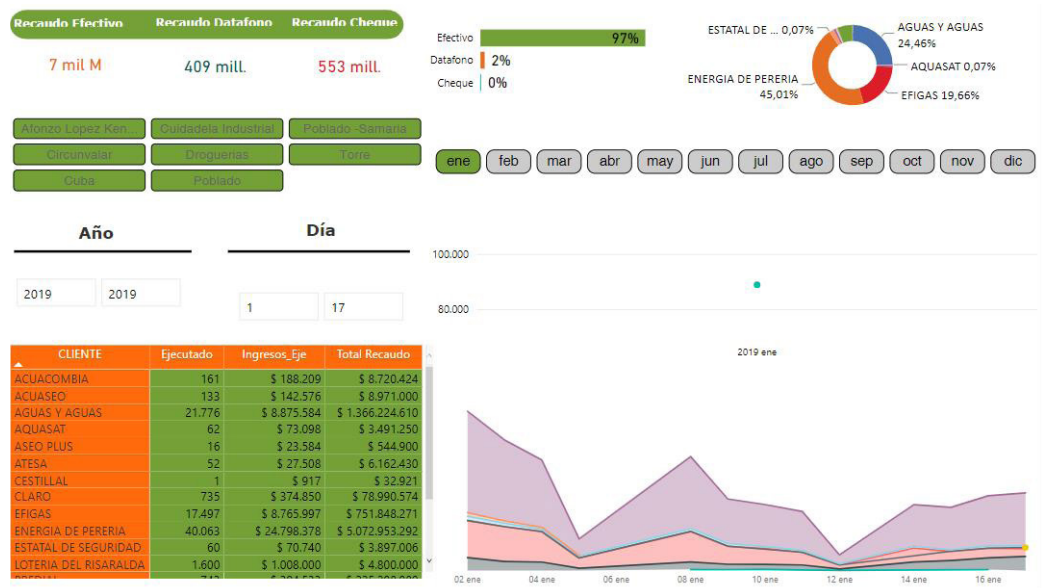 Recaudo Efectivo Recaudo Datafono Recaudo Cheque
7 mil M 409 mill. 553 mill.
Efectivo 97%
Datafono 2%
Cheque 0%
ESTATAL DE ... 0,07%
AGUAS Y AGUAS
24,46%
AQUASAT 0,07%
ENERGIA DE PERERIA
45,01%
EFIGAS 19,66%
Alonzo Lopez Ken... Cuidadela Industrial Poblado -Samaria
Circunvalar Droguerias Torre
Cuba Poblado
ene feb mar abr may jun jul ago sep oct nov dic
Año Día
2019 2019 1 17
100.000
80.000
2019 ene
CLIENTE Ejecutado Ingresos_Eje Total Recaudo
ACUACOMBIA 161 $ 188.209 $ 8.720.424
ACUASEO 133 $ 142.576 $ 8.971.000
AGUAS Y AGUAS 21.776 $ 8.875.584 $ 1.366.224.610
AQUASAT 62 $ 73.098 $ 3.491.250
ASEO PLUS 16 $ 23.584 $ 544.900
ATESA 52 $ 27.508 $ 6.162.430
CESTILLAL 1 $ 917 $ 32.921
CLARO 735 $ 374.850 $ 78.990.574
EFIGAS 17.497 $ 8.765.997 $ 751.848.271
ENERGIA DE PERERIA 40.063 $ 24.798.378 $ 5.072.953.292
ESTATAL DE SEGURIDAD 60 $ 70.740 $ 3.897.006
LOTERIA DEL RISARALDA 1.600 $ 1.008.000 $ 4.800.000
02 ene 04 ene 06 ene 08 ene 10 ene 12 ene 14 ene 16 ene